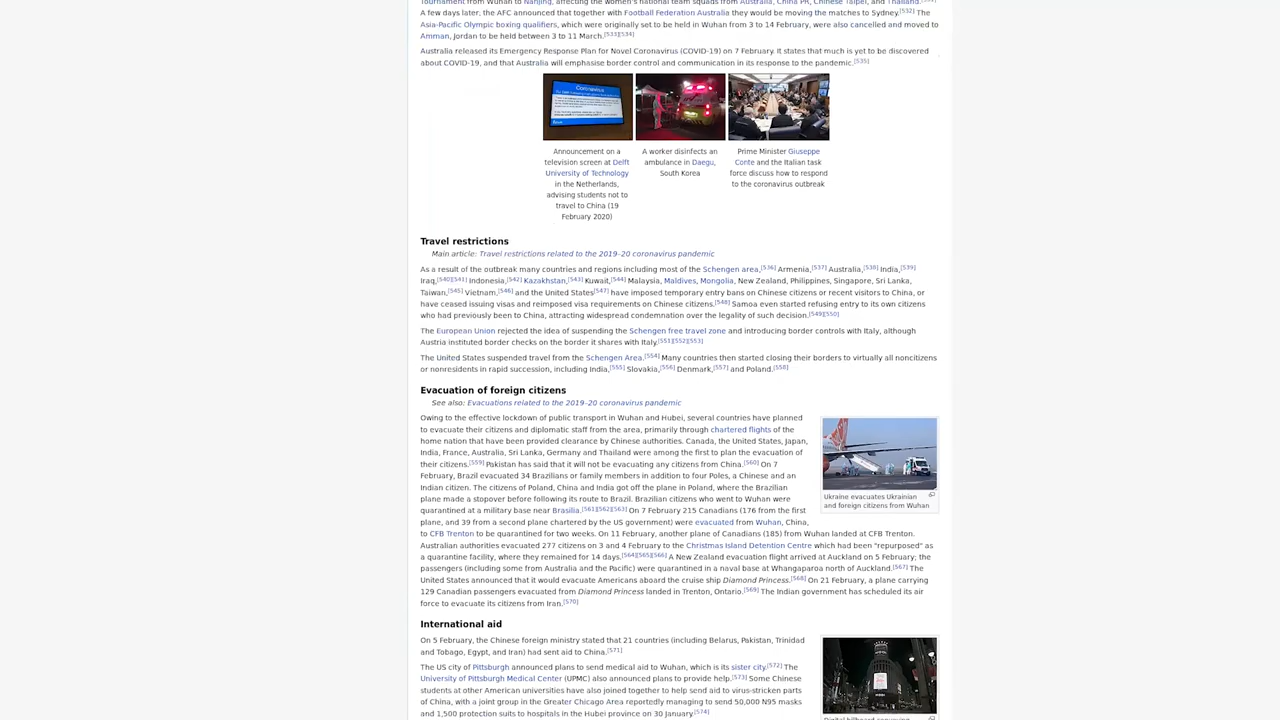 Tournament from Wuhan to Nanjing, affecting the women's national team squads from Australia, China PR, Chinese Taipei, and Thailand.
A few days later, the AFC announced that together with Football Federation Australia they would be moving the matches to Sydney.[532] The
Asia-Pacific Olympic boxing qualifiers, which were originally set to be held in Wuhan from 3 to 14 February, were also cancelled and moved to
Amman, Jordan to be held between 3 to 11 March.[533][534]
Australia released its Emergency Response Plan for Novel Coronavirus (COVID-19) on 7 February. It states that much is yet to be discovered
about COVID-19, and that Australia will emphasise border control and communication in its response to the pandemic.[535]
Coronavirus
Announcement on a
television screen at Delft
University of Technology
in the Netherlands,
advising students not to
travel to China (19
February 2020)
A worker disinfects an
ambulance in Daegu,
South Korea
Prime Minister Giuseppe
Conte and the Italian task
force discuss how to respond
to the coronavirus outbreak
Travel restrictions
Main article: Travel restrictions related to the 2019–20 coronavirus pandemic
As a result of the outbreak many countries and regions including most of the Schengen area,[536] Armenia,[537] Australia,[538] India,[539]
Iraq,[540][541] Indonesia,[542] Kazakhstan,[543] Kuwait,[544] Malaysia, Maldives, Mongolia, New Zealand, Philippines, Singapore, Sri Lanka,
Taiwan,[545] Vietnam,[546] and the United States[547] have imposed temporary entry bans on Chinese citizens or recent visitors to China, or
have ceased issuing visas and reimposed visa requirements on Chinese citizens.[548] Samoa even started refusing entry to its own citizens
who had previously been to China, attracting widespread condemnation over the legality of such decision.[549][550]
The European Union rejected the idea of suspending the Schengen free travel zone and introducing border controls with Italy, although
Austria instituted border checks on the border it shares with Italy.[551][552][553]
The United States suspended travel from the Schengen Area.[554] Many countries then started closing their borders to virtually all noncitizens
or nonresidents in rapid succession, including India,[555] Slovakia,[556] Denmark,[557] and Poland.[558]
Evacuation of foreign citizens
See also: Evacuations related to the 2019–20 coronavirus pandemic
Owing to the effective lockdown of public transport in Wuhan and Hubei, several countries have planned
to evacuate their citizens and diplomatic staff from the area, primarily through chartered flights of the
home nation that have been provided clearance by Chinese authorities. Canada, the United States, Japan,
India, France, Australia, Sri Lanka, Germany and Thailand were among the first to plan the evacuation of
their citizens.[559] Pakistan has said that it will not be evacuating any citizens from China.[560] On 7
February, Brazil evacuated 34 Brazilians or family members in addition to four Poles, a Chinese and an
Indian citizen. The citizens of Poland, China and India got off the plane in Poland, where the Brazilian
plane made a stopover before following its route to Brazil. Brazilian citizens who went to Wuhan were
quarantined at a military base near Brasília.[561][562][563] On 7 February 215 Canadians (176 from the first
plane, and 39 from a second plane chartered by the US government) were evacuated from Wuhan, China,
to CFB Trenton to be quarantined for two weeks. On 11 February, another plane of Canadians (185) from Wuhan landed at CFB Trenton.
Australian authorities evacuated 277 citizens on 3 and 4 February to the Christmas Island Detention Centre which had been "repurposed" as
a quarantine facility, where they remained for 14 days.[564][565][566] A New Zealand evacuation flight arrived at Auckland on 5 February; the
passengers (including some from Australia and the Pacific) were quarantined in a naval base at Whangaparoa north of Auckland.[567] The
United States announced that it would evacuate Americans aboard the cruise ship Diamond Princess.[568] On 21 February, a plane carrying
129 Canadian passengers evacuated from Diamond Princess landed in Trenton, Ontario.[569] The Indian government has scheduled its air
force to evacuate its citizens from Iran.[570]
Ukraine evacuates Ukrainian
and foreign citizens from Wuhan
International aid
On 5 February, the Chinese foreign ministry stated that 21 countries (including Belarus, Pakistan, Trinidad
and Tobago, Egypt, and Iran) had sent aid to China.[571]
The US city of Pittsburgh announced plans to send medical aid to Wuhan, which is its sister city.[572] The
University of Pittsburgh Medical Center (UPMC) also announced plans to provide help.[573] Some Chinese
students at other American universities have also joined together to help send aid to virus-stricken parts
of China, with a joint group in the Greater Chicago Area reportedly managing to send 50,000 N95 masks
and 1,500 protection suits to hospitals in the Hubei province on 30 January.[574]
Digital billboard conveying